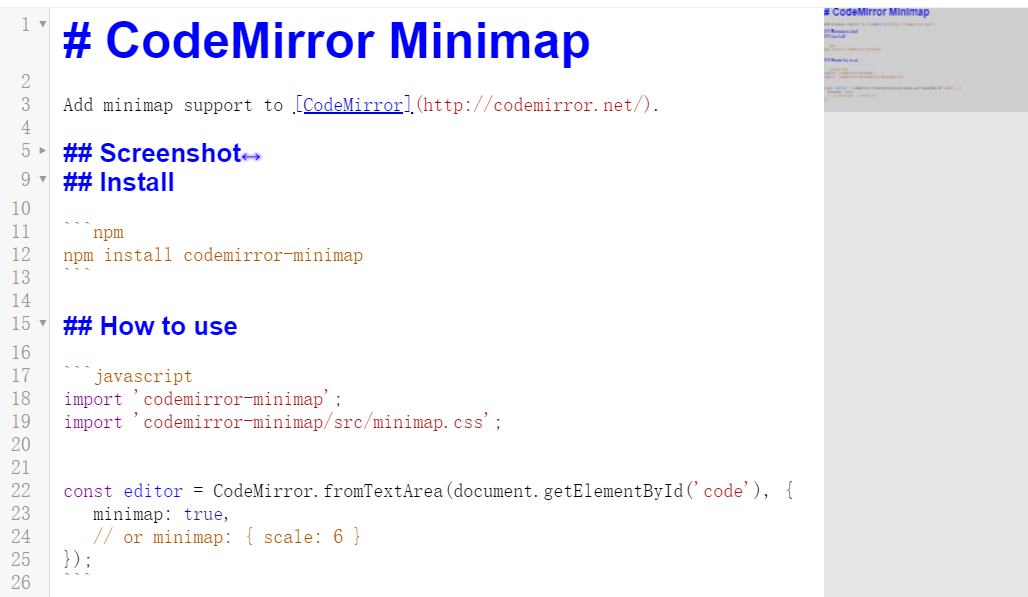 1 # CodeMirror Minimap
2
3 Add minimap support to [CodeMirror](http://codemirror.net/).
4
5 ## Screenshot↔
9 ## Install
10
11 ```npm
12 npm install codemirror-minimap
13 ```
14
15 ## How to use
16
17 ```javascript
18 import 'codemirror-minimap';
19 import 'codemirror-minimap/src/minimap.css';
20
21
22 const editor = CodeMirror.fromTextArea(document.getElementById('code'), {
23    minimap: true,
24    // or minimap: { scale: 6 }
25 });
26 ```
# CodeMirror Minimap